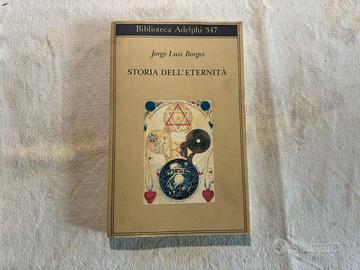 Biblioteca Adelphi 347
Jorge Luis Borges
STORIA DELL'ETERNITÀ